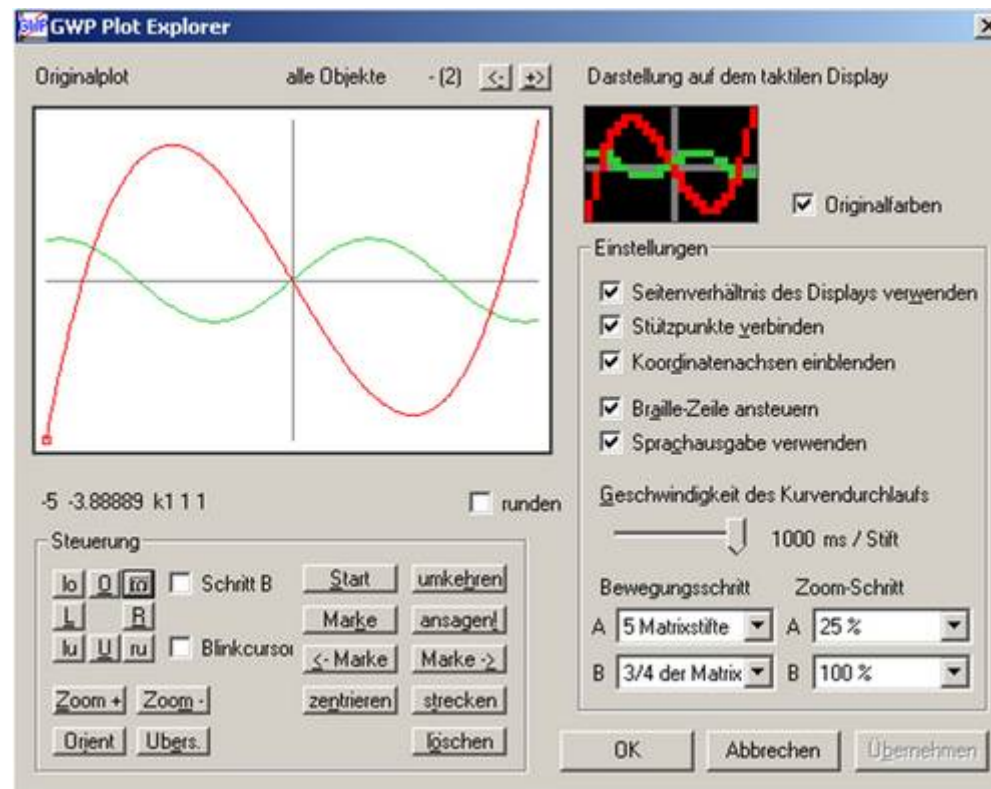 GWP Plot Explorer
Originalplot alle Objekte - (2) <- +>
Darstellung auf dem taktilen Display
Originalfarben
Einstellungen
Seitenverhältnis des Displays verwenden
Stützpunkte verbinden
Koordinatenachsen einblenden
Braille-Zeile ansteuern
Sprachausgabe verwenden
Geschwindigkeit des Kurvendurchlaufs
1000 ms / Stift
Bewegungsschritt Zoom-Schritt
A 5 Matrixstifte A 25 %
B 3/4 der Matrix B 100 %
-5 -3.88889 k1 1 1 runden
Steuerung
lo O ro Schritt B Start umkehren
L R Marke ansagen!
lu U ru Blinkcursor <- Marke Marke ->
Zoom + Zoom - zentrieren strecken
Orient Übers. löschen
OK Abbrechen Übernehmen